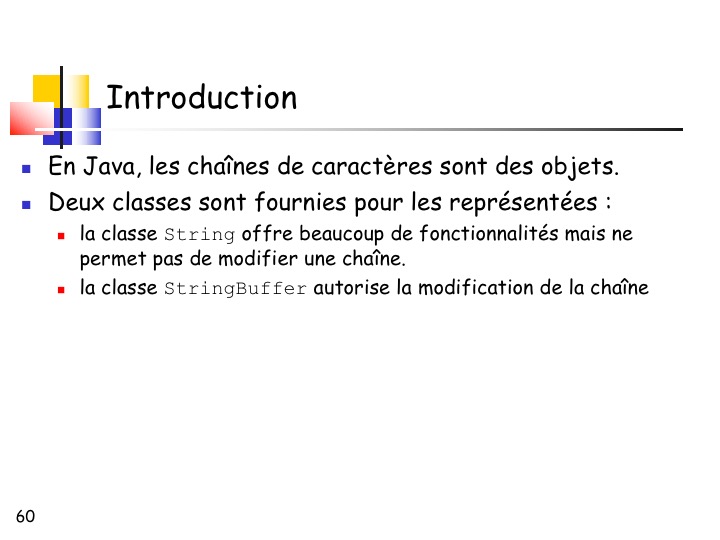 Introduction
En Java, les chaînes de caractères sont des objets.
Deux classes sont fournies pour les représentées :
la classe String offre beaucoup de fonctionnalités mais ne
permet pas de modifier une chaîne.
la classe StringBuffer autorise la modification de la chaîne
60